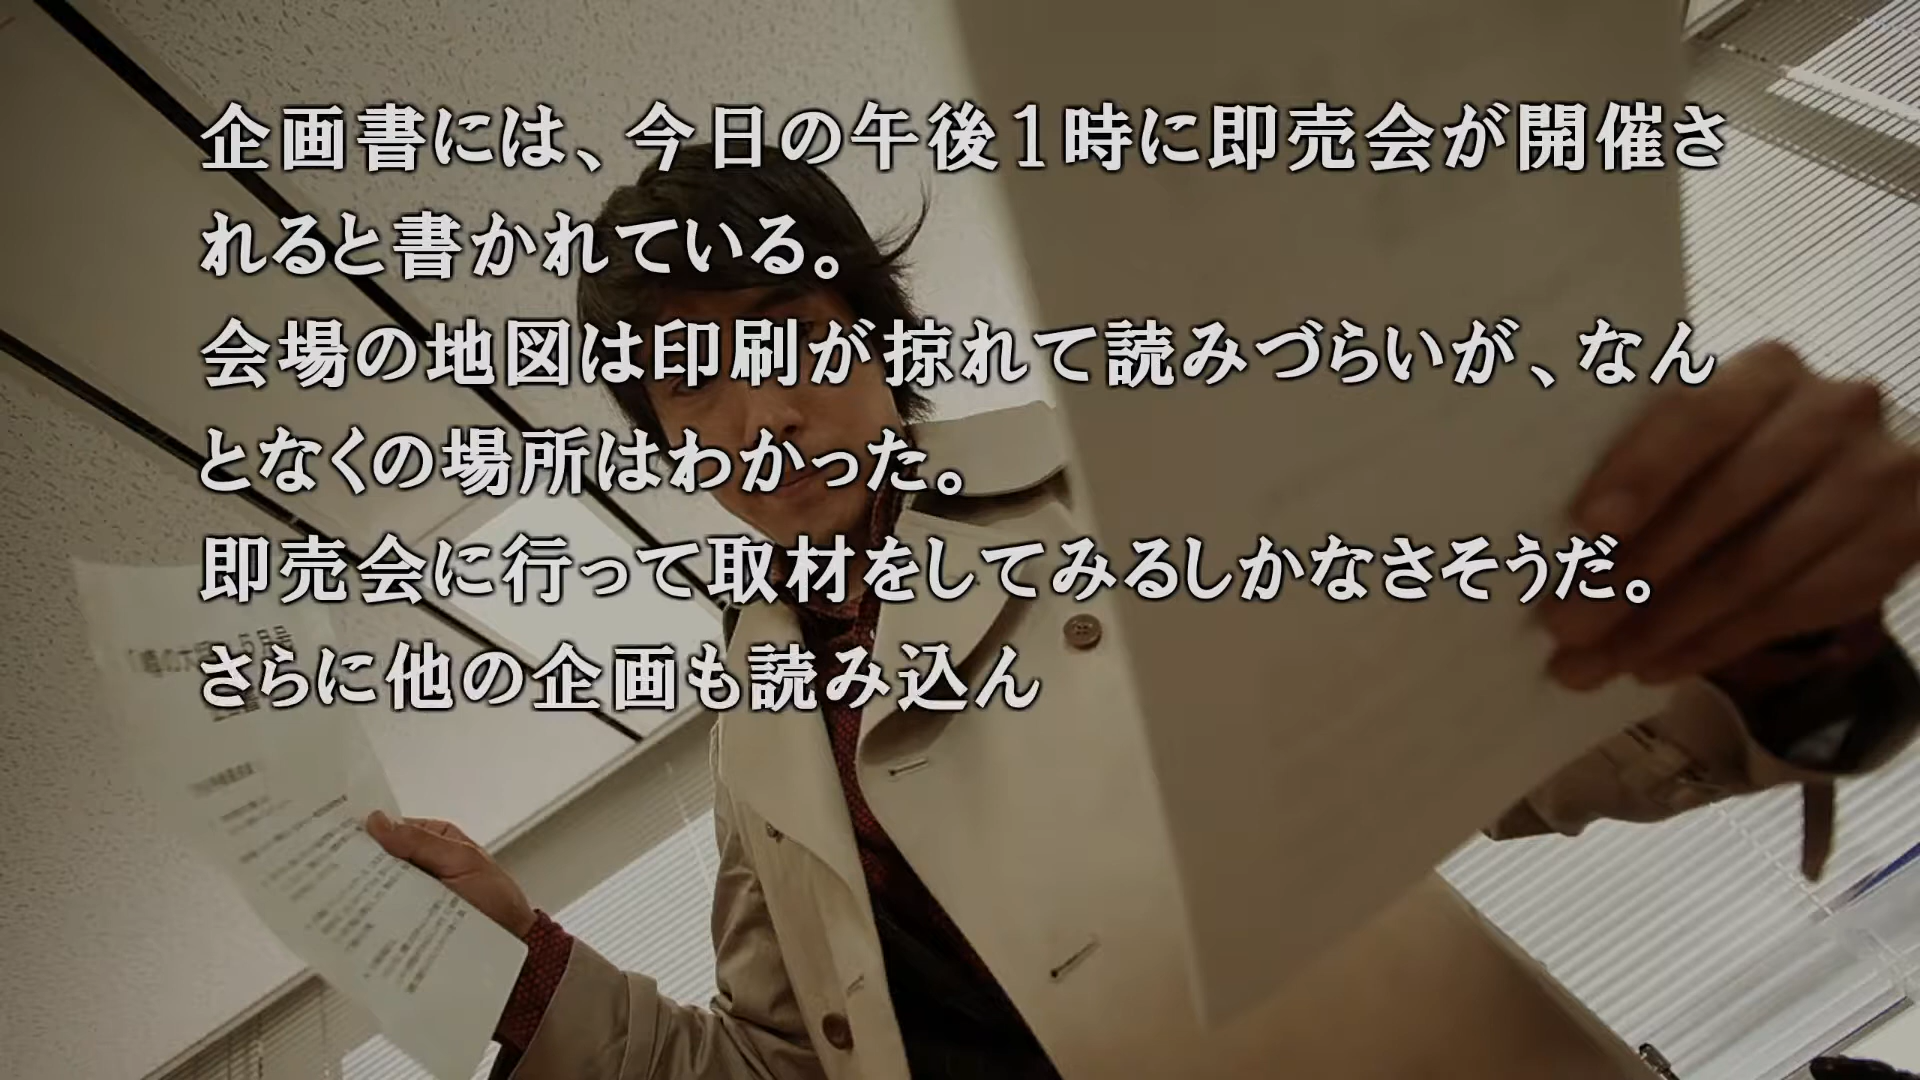 企画書には、今日の午後１時に即売会が開催さ
れると書かれている。
会場の地図は印刷が掠れて読みづらいが、なん
となくの場所はわかった。
即売会に行って取材をしてみるしかなさそうだ。
さらに他の企画も読み込ん